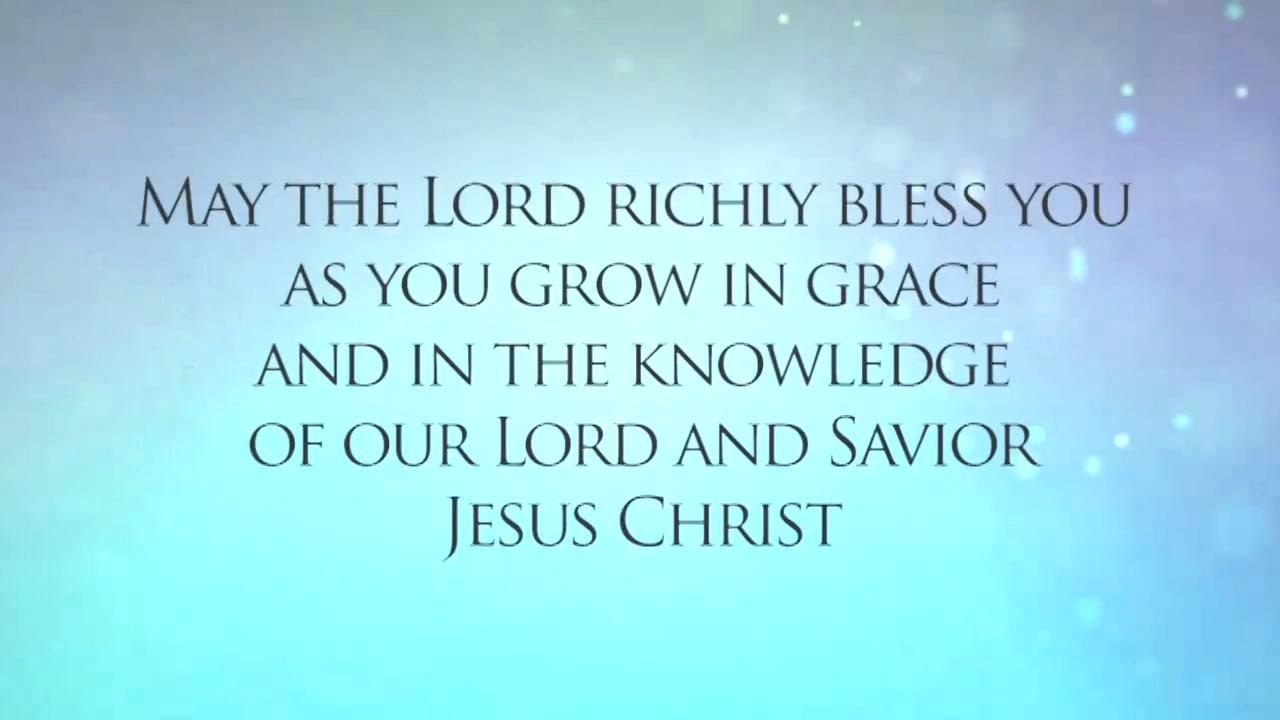 May the Lord richly bless you
as you grow in grace
and in the knowledge
of our Lord and Savior
Jesus Christ